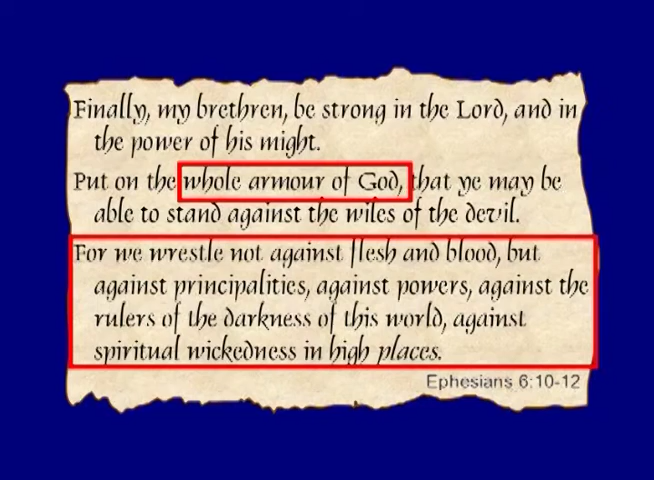 Finally, my brethren, be strong in the Lord, and in
the power of his might.
Put on the whole armour of God, that ye may be
able to stand against the wiles of the devil.
For we wrestle not against flesh and blood, but
against principalities, against powers, against the
rulers of the darkness of this world, against
spiritual wickedness in high places.
Ephesians 6:10-12